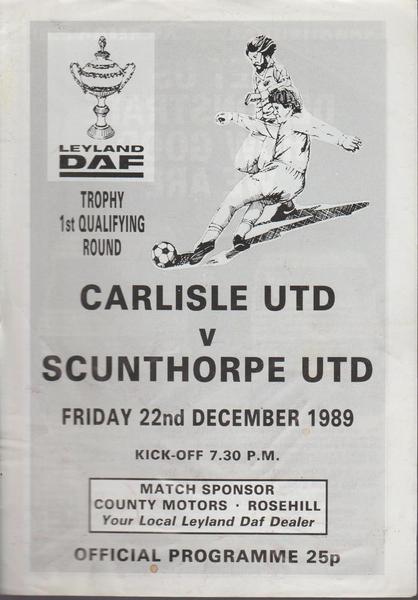 LEYLAND
DAF
TROPHY
1st QUALIFYING
ROUND
CARLISLE UTD
v
SCUNTHORPE UTD
FRIDAY 22nd DECEMBER 1989
KICK-OFF 7.30 P.M.
MATCH SPONSOR
COUNTY MOTORS · ROSEHILL
Your Local Leyland Daf Dealer
OFFICIAL PROGRAMME 25p